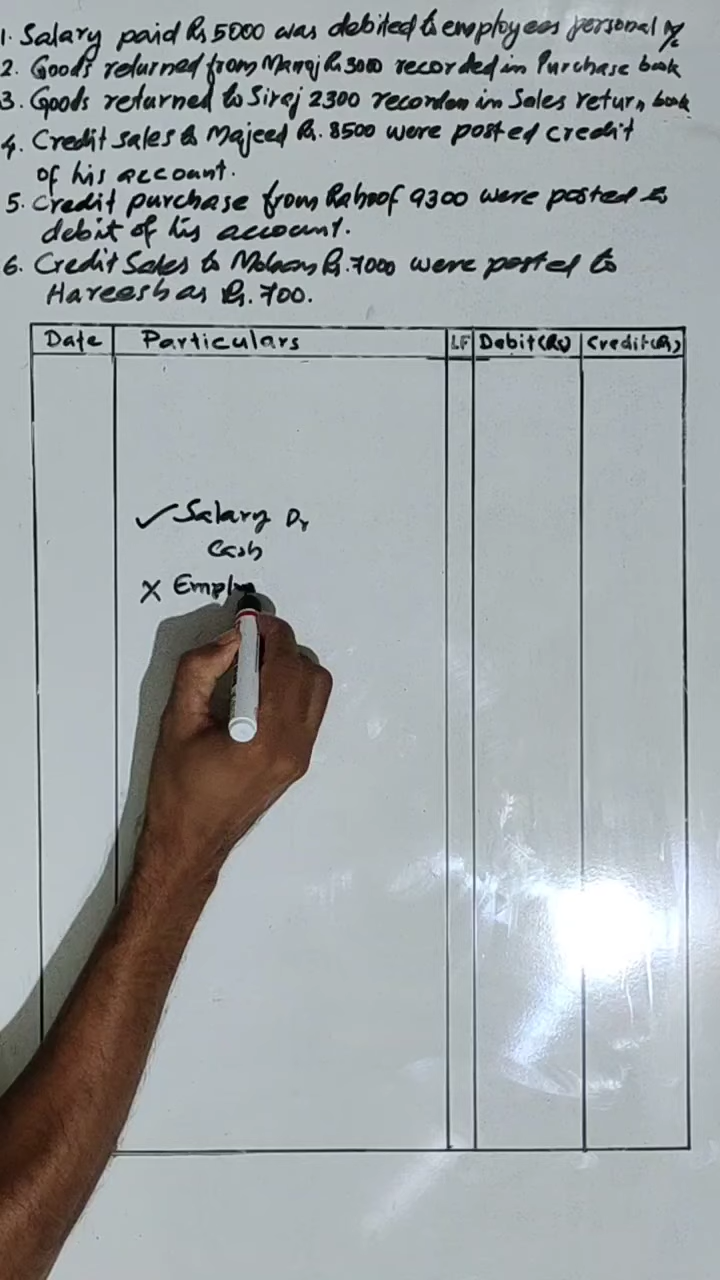 1. Salary paid Rs 5000 was debited to employees personal A/c
2. Goods returned from Manoj Rs.3000 recorded in Purchase book
3. Goods returned to Siraj 2300 recorded in Sales return book
4. Credit sales to Majeed Rs. 8500 were posted credit
of his account.
5. Credit purchase from Rahoof 9300 were posted to
debit of his account.
6. Credit Sales to Mohan Rs.7000 were posted to
Hareesh as Rs.700.
Date Particulars LF Debit(Rs) Credit(Rs)
✓ Salary Dr
Cash
X Emplo